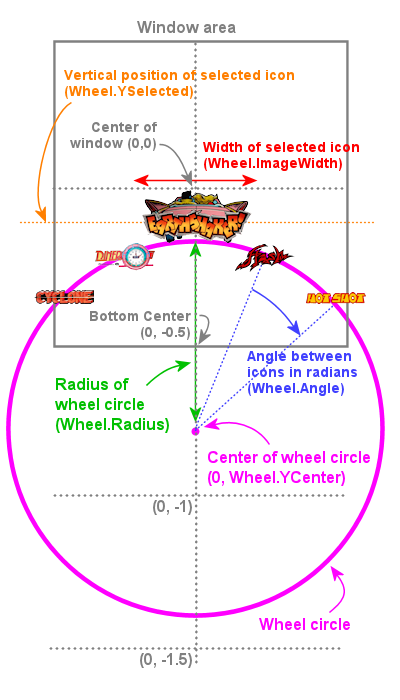 Window area
Vertical position of selected icon
(Wheel.YSelected)
Center of
window (0,0)
Width of selected icon
(Wheel.ImageWidth)
EARTHSHAKER!
DINER
Flash
CYCLONE
HOT SHOT
Bottom Center
(0, -0.5)
Angle between
icons in radians
(Wheel.Angle)
Radius of
wheel circle
(Wheel.Radius)
Center of wheel circle
(0, Wheel.YCenter)
(0, -1)
Wheel circle
(0, -1.5)